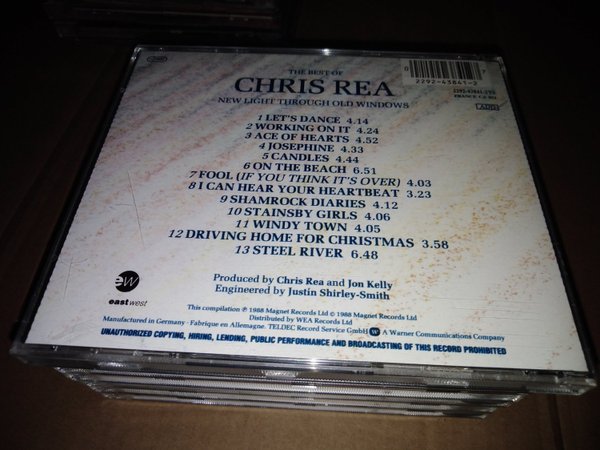 THE BEST OF
CHRIS REA
NEW LIGHT THROUGH OLD WINDOWS
0
7
2292-43841-2
1 LET'S DANCE 4.14
2 WORKING ON IT 4.24
3 ACE OF HEARTS 4.52
4 JOSEPHINE 4.33
5 CANDLES 4.44
6 ON THE BEACH 6.51
7 FOOL (IF YOU THINK IT'S OVER) 4.03
8 I CAN HEAR YOUR HEARTBEAT 3.23
9 SHAMROCK DIARIES 4.12
10 STAINSBY GIRLS 4.06
11 WINDY TOWN 4.05
12 DRIVING HOME FOR CHRISTMAS 3.58
13 STEEL RIVER 6.48
ew
eastwest
Produced by Chris Rea and Jon Kelly
Engineered by Justin Shirley-Smith
This compilation ℗ 1988 Magnet Records Ltd © 1988 Magnet Records Ltd
Distributed by WEA Records Ltd
Manufactured in Germany · Fabriqué en Allemagne. TELDEC Record Service GmbH W A Warner Communications Company
UNAUTHORIZED COPYING, HIRING, LENDING, PUBLIC PERFORMANCE AND BROADCASTING OF THIS RECORD PROHIBITED